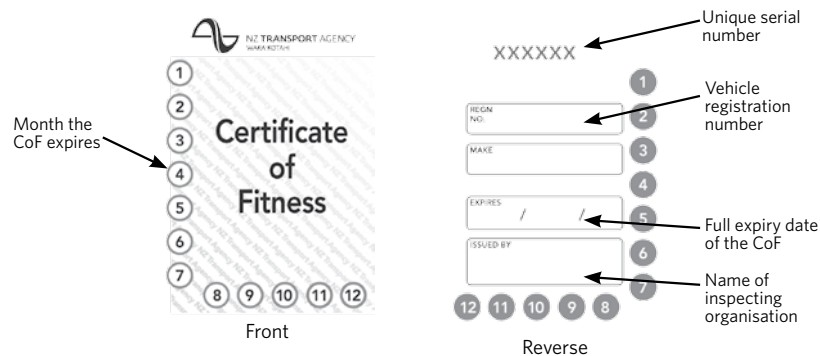 NZ TRANSPORT AGENCY
WAKA KOTAHI
1
2
3
4
5
6
7
8 9 10 11 12
Certificate
of
Fitness
Month the
CoF expires
Front
XXXXXX
Unique serial
number
REGN
NO.
Vehicle
registration
number
MAKE
EXPIRES
/ /
Full expiry date
of the CoF
ISSUED BY
Name of
inspecting
organisation
1
2
3
4
5
6
7
12 11 10 9 8
Reverse